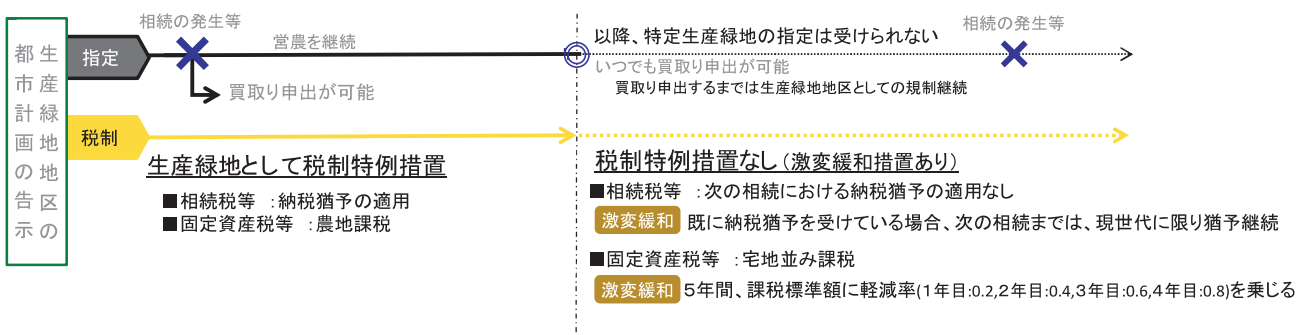 生産緑地地区の
都市計画の告示
指定
相続の発生等
営農を継続
買取り申出が可能
以降、特定生産緑地の指定は受けられない
いつでも買取り申出が可能
買取り申出するまでは生産緑地地区としての規制継続
相続の発生等
税制
生産緑地として税制特例措置
■相続税等 ：納税猶予の適用
■固定資産税等 ：農地課税
税制特例措置なし（激変緩和措置あり）
■相続税等 ：次の相続における納税猶予の適用なし
激変緩和 既に納税猶予を受けている場合、次の相続までは、現世代に限り猶予継続
■固定資産税等 ：宅地並み課税
激変緩和 ５年間、課税標準額に軽減率(１年目:0.2,２年目:0.4,３年目:0.6,４年目:0.8)を乗じる